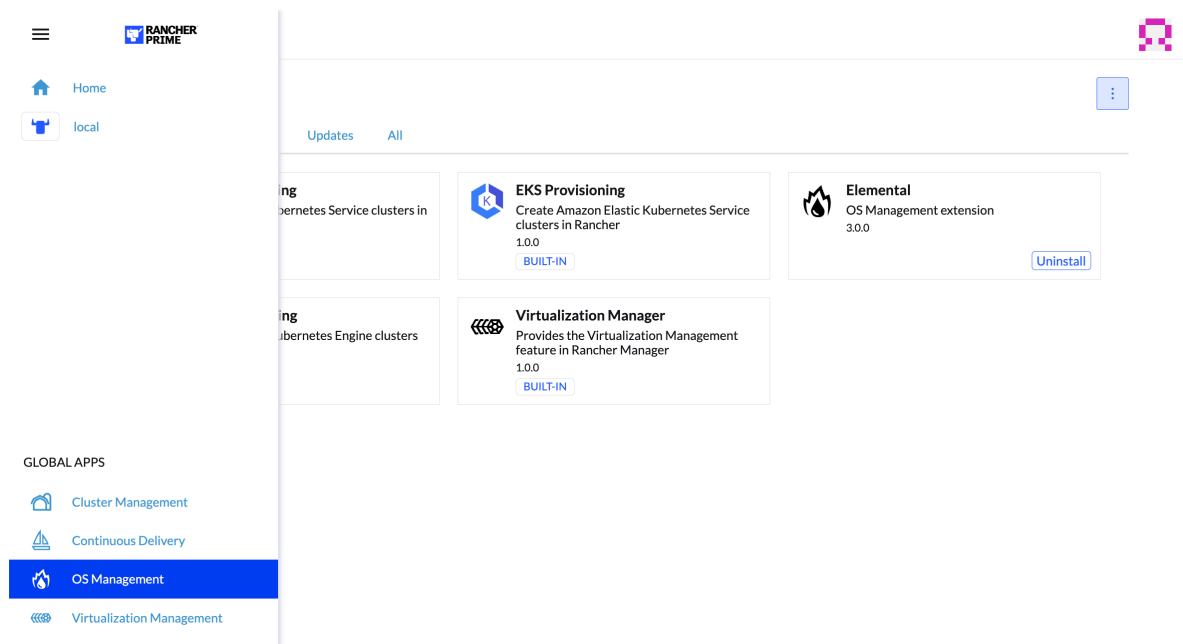 RANCHER
PRIME
Home
local
GLOBAL APPS
Cluster Management
Continuous Delivery
OS Management
Virtualization Management
Updates
All
ing
bernetes Service clusters in
EKS Provisioning
Create Amazon Elastic Kubernetes Service
clusters in Rancher
1.0.0
BUILT-IN
Elemental
OS Management extension
3.0.0
Uninstall
ing
ubernetes Engine clusters
Virtualization Manager
Provides the Virtualization Management
feature in Rancher Manager
1.0.0
BUILT-IN